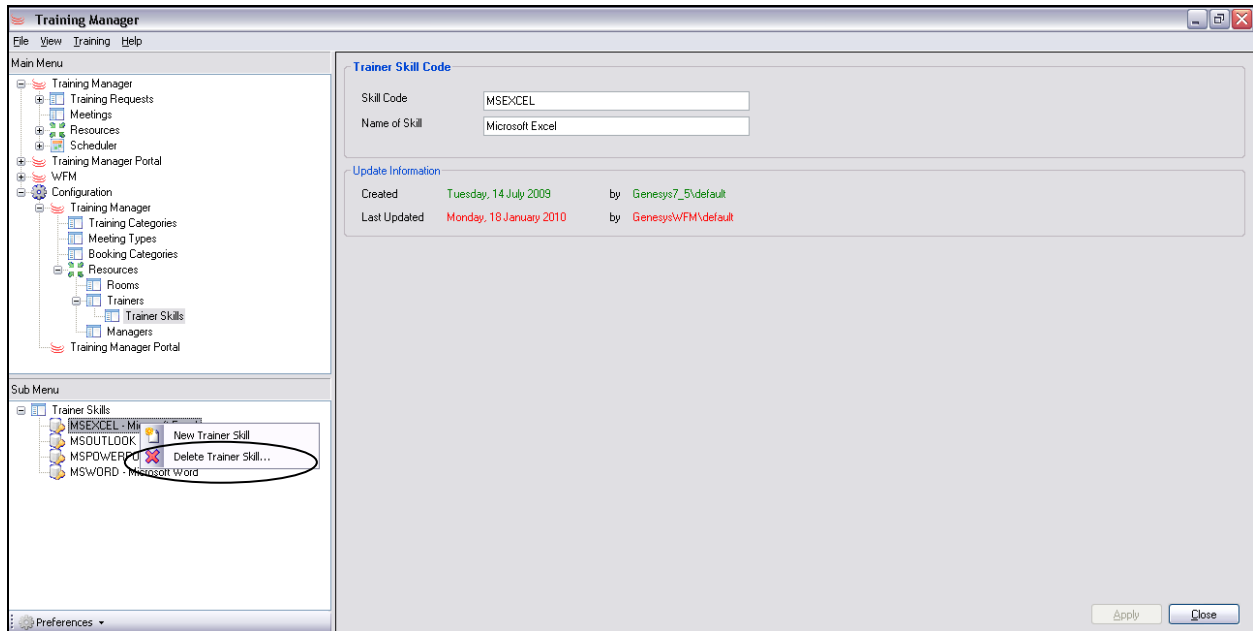 Training Manager
File View Training Help
Main Menu
Training Manager
Training Requests
Meetings
Resources
Scheduler
Training Manager Portal
WFM
Configuration
Training Manager
Training Categories
Meeting Types
Booking Categories
Resources
Rooms
Trainers
Trainer Skills
Managers
Training Manager Portal
Sub Menu
Trainer Skills
MSEXCEL - Mi
MSOUTLOOK
MSPOWERPO
MSWORD - Microsoft Word
New Trainer Skill
Delete Trainer Skill...
Preferences
Trainer Skill Code
Skill Code MSEXCEL
Name of Skill Microsoft Excel
Update Information
Created Tuesday, 14 July 2009 by Genesys7_5\default
Last Updated Monday, 18 January 2010 by GenesysWFM\default
Apply Close